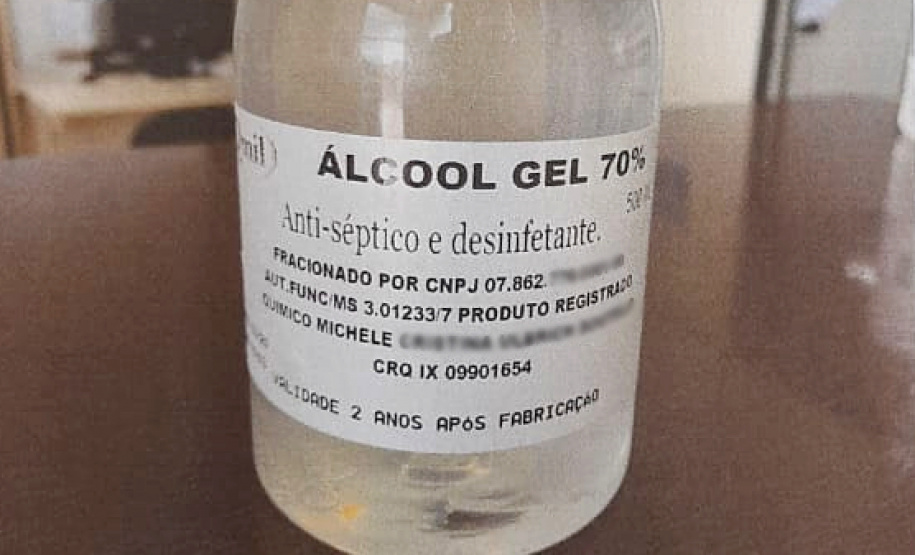 ÁLCOOL GEL 70%
Anti-séptico e desinfetante.
FRACIONADO POR CNPJ 07.862.
AUT.FUNC/MS 3.01233/7 PRODUTO REGISTRADO
QUIMICO MICHELE
CRQ IX 09901654
VALIDADE 2 ANOS APóS FABRICAÇãO